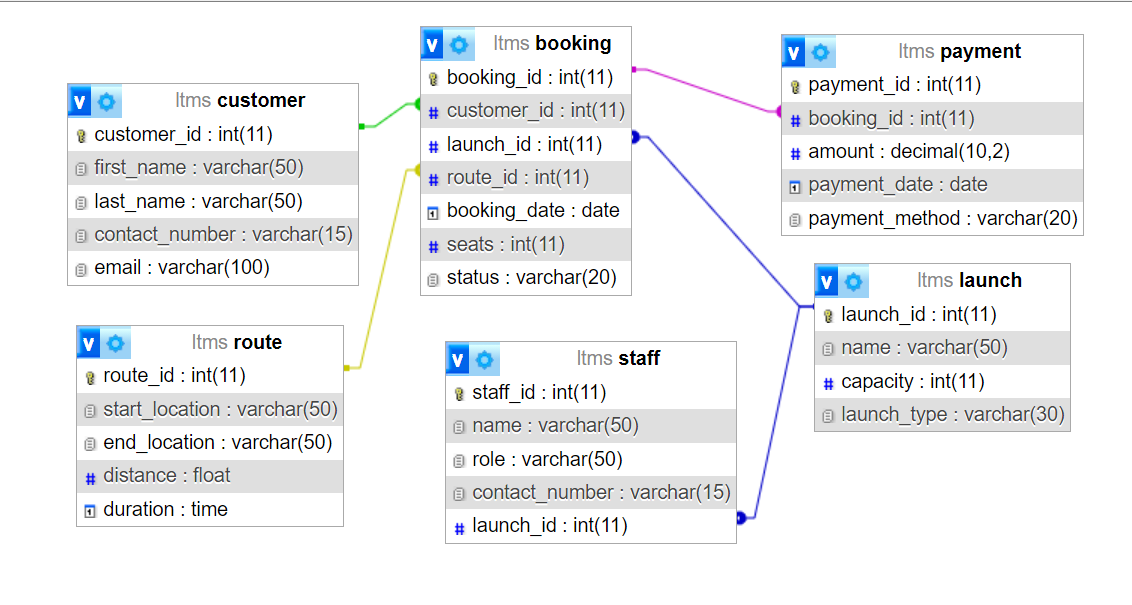 ltms customer
customer_id : int(11)
first_name : varchar(50)
last_name : varchar(50)
contact_number : varchar(15)
email : varchar(100)
ltms route
route_id : int(11)
start_location : varchar(50)
end_location : varchar(50)
distance : float
duration : time
ltms booking
booking_id : int(11)
customer_id : int(11)
launch_id : int(11)
route_id : int(11)
booking_date : date
seats : int(11)
status : varchar(20)
ltms staff
staff_id : int(11)
name : varchar(50)
role : varchar(50)
contact_number : varchar(15)
launch_id : int(11)
ltms payment
payment_id : int(11)
booking_id : int(11)
amount : decimal(10,2)
payment_date : date
payment_method : varchar(20)
ltms launch
launch_id : int(11)
name : varchar(50)
capacity : int(11)
launch_type : varchar(30)